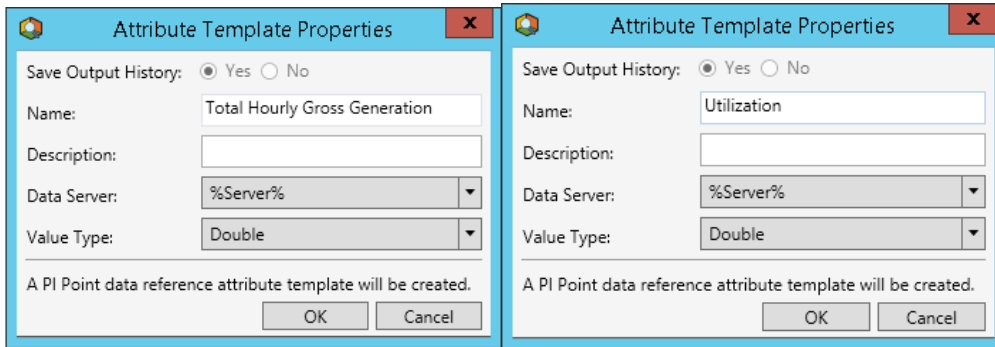 Attribute Template Properties
x
Save Output History: Yes No
Name: Total Hourly Gross Generation
Description:
Data Server: %Server%
Value Type: Double
A PI Point data reference attribute template will be created.
OK Cancel
Attribute Template Properties
x
Save Output History: Yes No
Name: Utilization
Description:
Data Server: %Server%
Value Type: Double
A PI Point data reference attribute template will be created.
OK Cancel